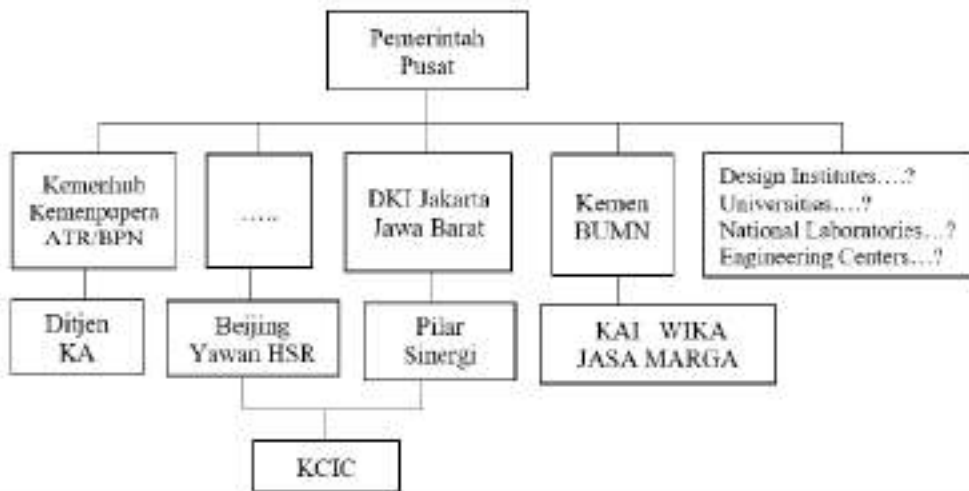 Pemerintah
Pusat
Kemenhub
Kemenpupera
ATR/BPN
.....
DKI Jakarta
Jawa Barat
Kemen
BUMN
Design Institutes....?
Universities....?
National Laboratories...?
Engineering Centers...?
Ditjen
KA
Beijing
Yawan HSR
Pilar
Sinergi
KAI WIKA
JASA MARGA
KCIC